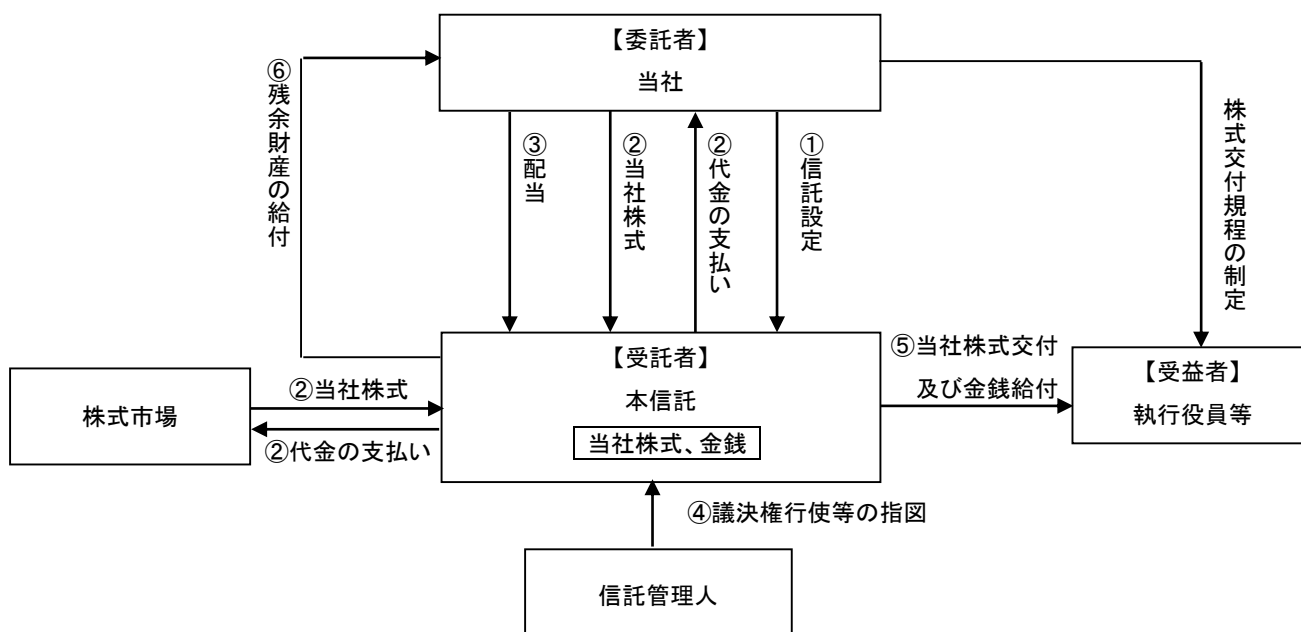 【委託者】
当社
⑥残余財産の給付
③配当
②当社株式
②代金の支払い
①信託設定
株式交付規程の制定
【受託者】
本信託
当社株式、金銭
⑤当社株式交付
及び金銭給付
【受益者】
執行役員等
株式市場
②当社株式
②代金の支払い
④議決権行使等の指図
信託管理人